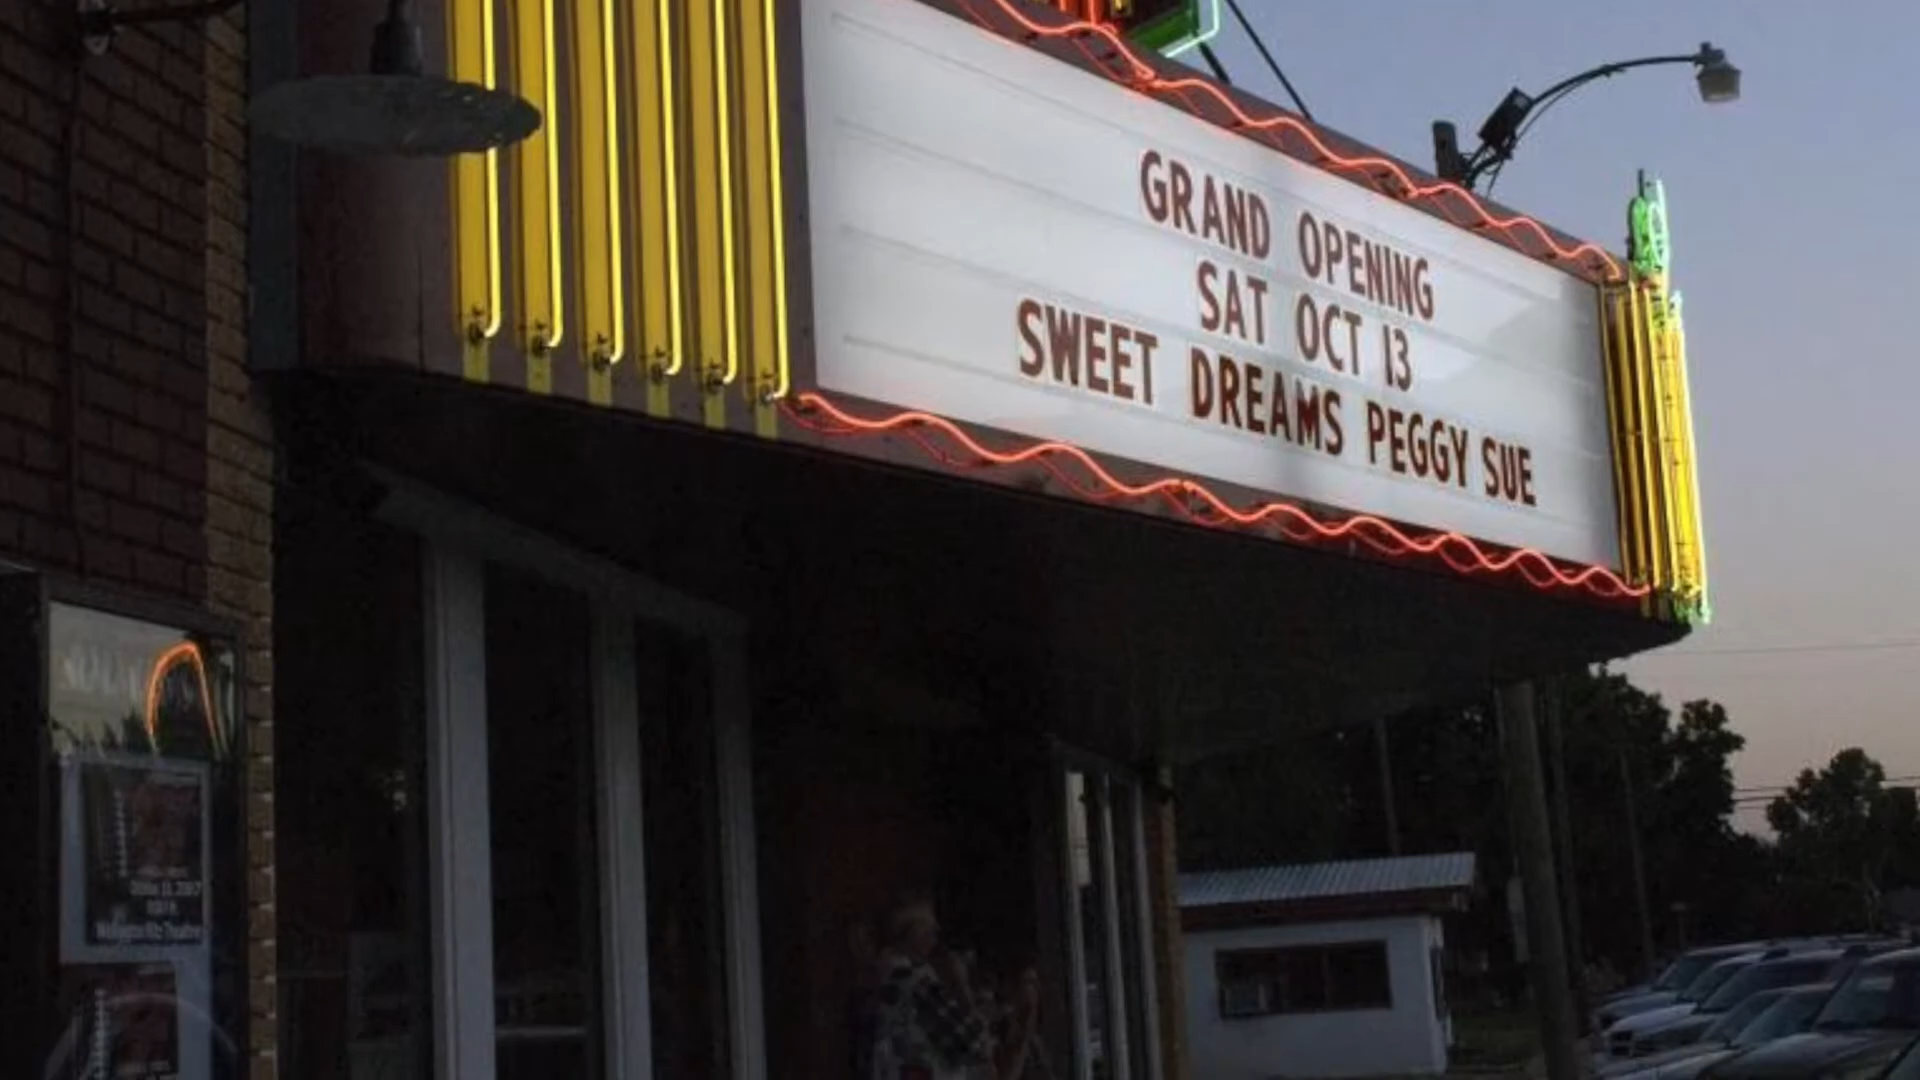 GRAND OPENING
SAT OCT 13
SWEET DREAMS PEGGY SUE